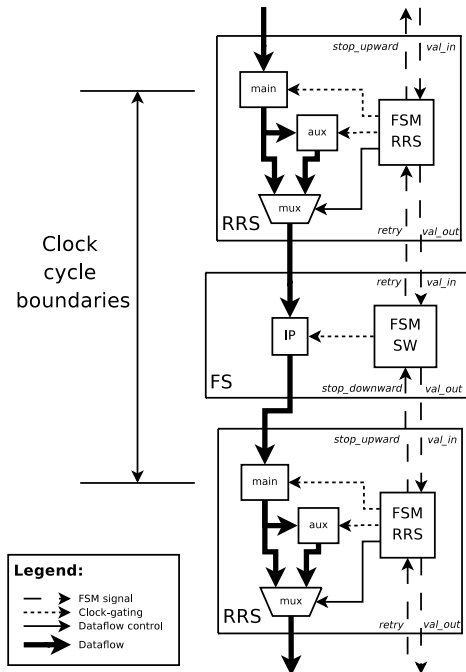 stop_upward
val_in
main
FSM
RRS
aux
mux
RRS
retry
val_out
Clock
cycle
boundaries
retry
val_in
IP
FSM
SW
FS
stop_downward
val_out
stop_upward
val_in
main
FSM
RRS
aux
mux
RRS
retry
val_out
Legend:
FSM signal
Clock-gating
Dataflow control
Dataflow